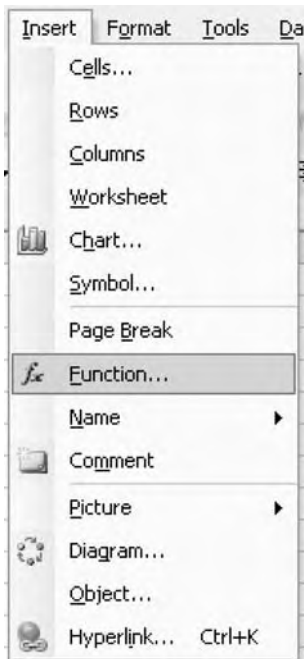 Insert Format Tools Da
Cells...
Rows
Columns
Worksheet
Chart...
Symbol...
Page Break
fx Function...
Name
Comment
Picture
Diagram...
Object...
Hyperlink... Ctrl+K